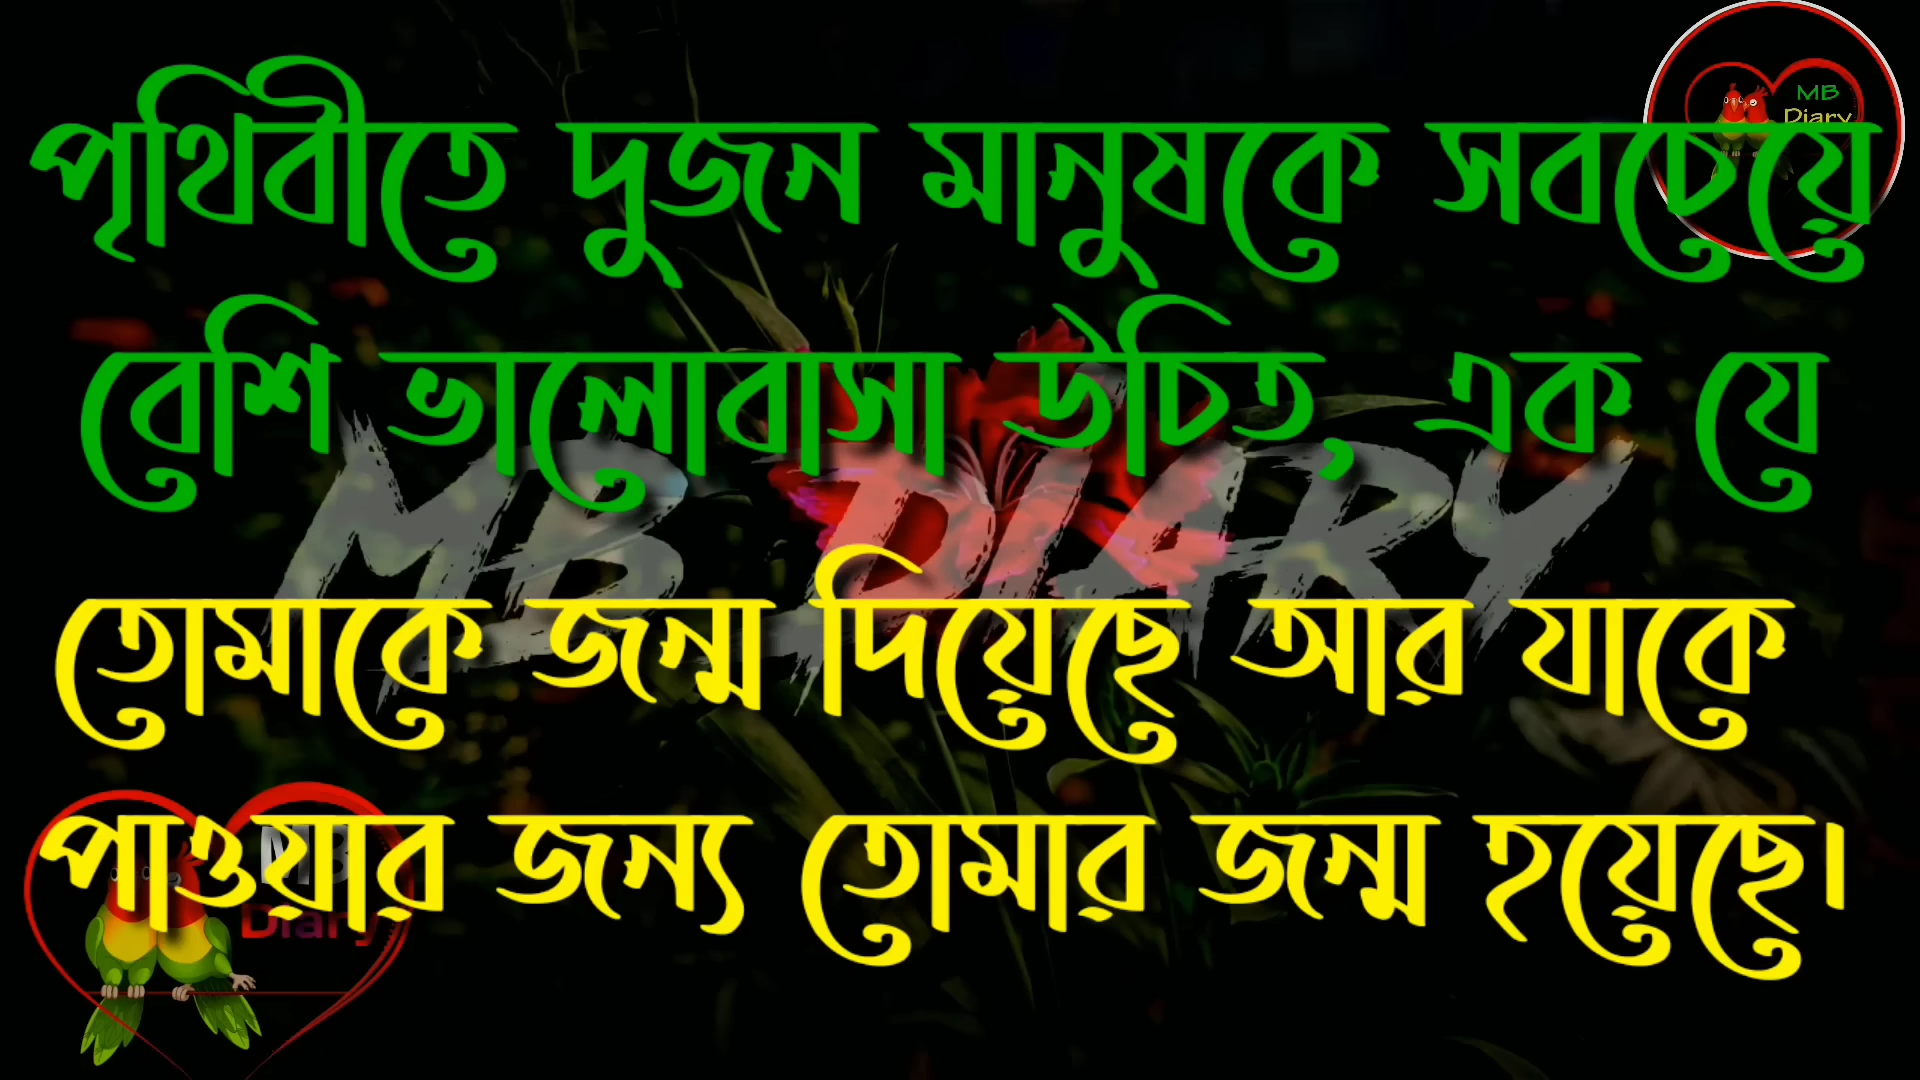 MB
Diary
পৃথিবীতে দুজন মানুষকে সবচেয়ে
বেশি ভালোবাসা উচিত, এক যে
MB DIARY
তোমাকে জন্ম দিয়েছে আর যাকে
পাওয়ার জন্য তোমার জন্ম হয়েছে।
MB
Diary